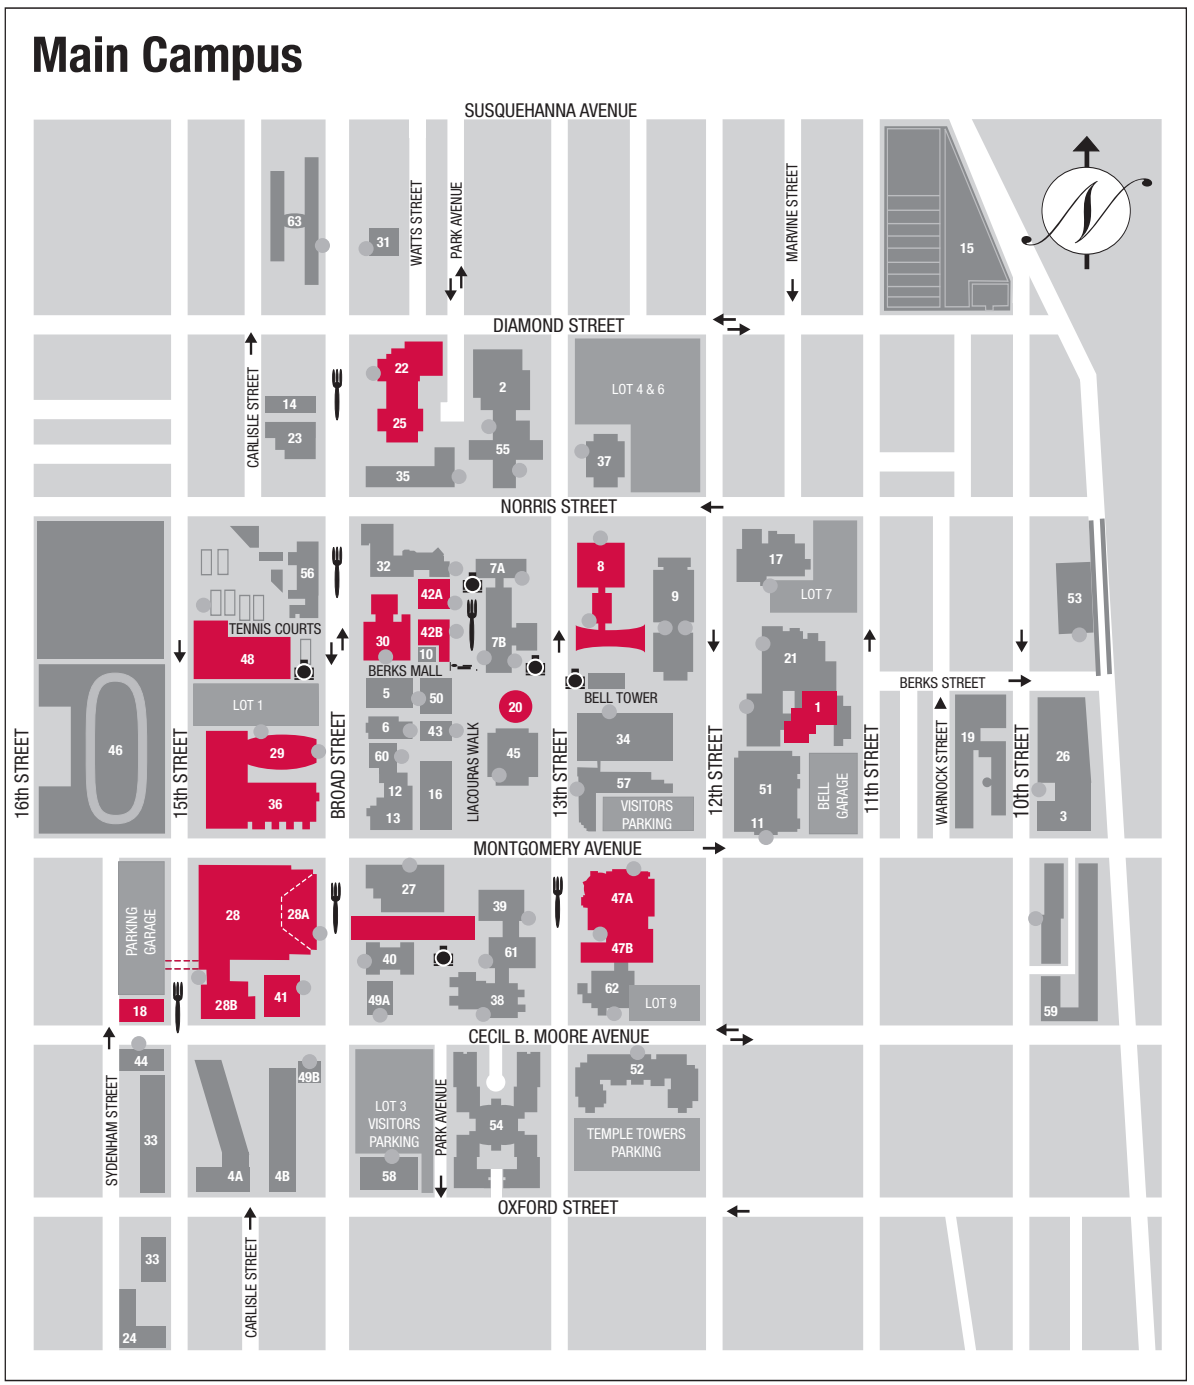 Main Campus
SUSQUEHANNA AVENUE
N
63
31
WATTS STREET
PARK AVENUE
MARVINE STREET
15
DIAMOND STREET
CARLISLE STREET
14
23
22
25
2
55
35
LOT 4 & 6
37
NORRIS STREET
56
TENNIS COURTS
48
LOT 1
29
36
46
16th STREET
15th STREET
BROAD STREET
32
42A
42B
30
10
BERKS MALL
7A
7B
5
50
6
43
60
12
13
16
LIACOURAS WALK
20
45
8
9
BELL TOWER
34
57
VISITORS
PARKING
13th STREET
12th STREET
17
LOT 7
21
1
51
11
BELL
GARAGE
11th STREET
BERKS STREET
WARNOCK STREET
19
10th STREET
53
26
3
MONTGOMERY AVENUE
PARKING
GARAGE
18
28
28A
28B
41
27
39
40
61
49A
38
47A
47B
62
LOT 9
59
CECIL B. MOORE AVENUE
SYDENHAM STREET
44
33
4A
4B
49B
LOT 3
VISITORS
PARKING
58
PARK AVENUE
54
52
TEMPLE TOWERS
PARKING
OXFORD STREET
33
24
CARLISLE STREET